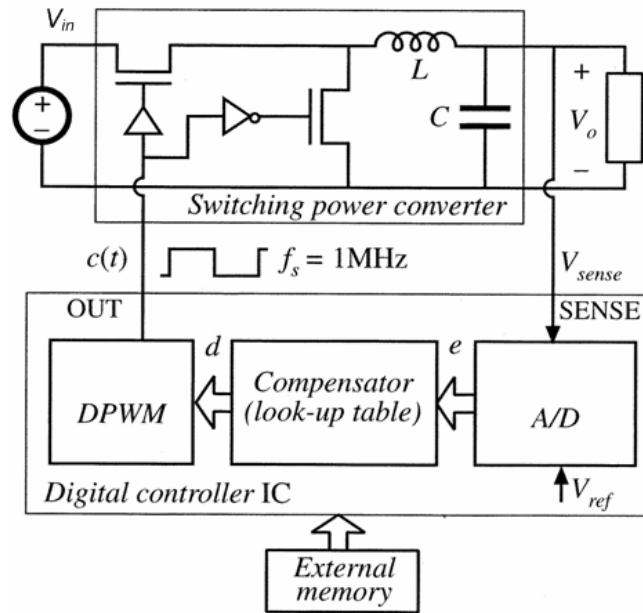 V_in
+
−
L
C
+
V_o
−
Switching power converter
c(t)
f_s = 1MHz
V_sense
OUT
SENSE
d
e
DPWM
Compensator
(look-up table)
A/D
V_ref
Digital controller IC
External
memory